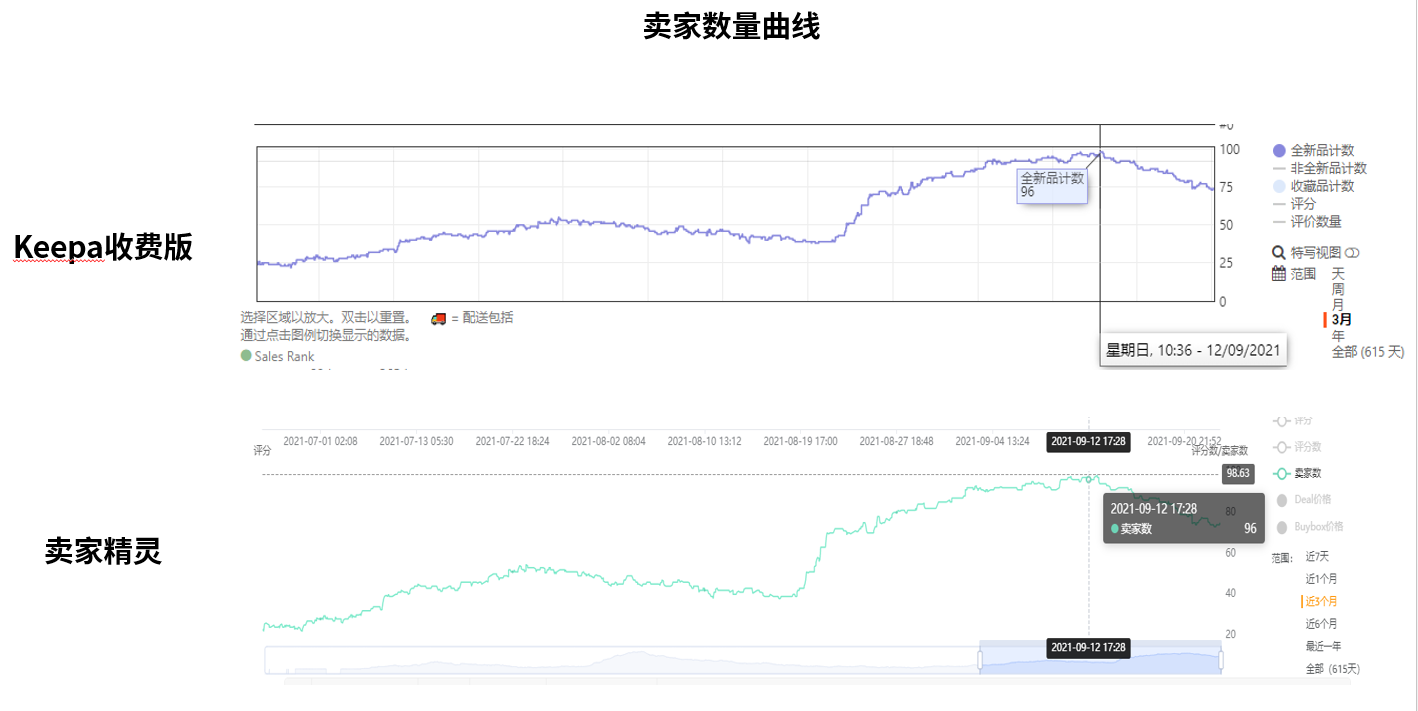 卖家数量曲线
100
全新品计数
非全新品计数
75
收藏品计数
评分
50
评价数量
全新品计数
96
Keepa收费版
25
特写视图
范围
天
周
月
3月
年
全部 (615 天)
0
选择区域以放大。双击以重置。
= 配送包括
通过点击图例切换显示的数据。
Sales Rank
星期日, 10:36 - 12/09/2021
评分
2021-07-01 02:08
2021-07-13 05:30
2021-07-22 18:24
2021-08-02 08:04
2021-08-10 13:12
2021-08-19 17:00
2021-08-27 18:48
2021-09-04 13:24
2021-09-12 17:28
2021-09-20 21:52
评分
评分数/卖家数
评分数
98.63
卖家数
2021-09-12 17:28
卖家数 96
80
Deal价格
Buybox价格
卖家精灵
60
40
20
范围:
近7天
近1个月
近3个月
近6个月
最近一年
全部（615天）
2021-09-12 17:28